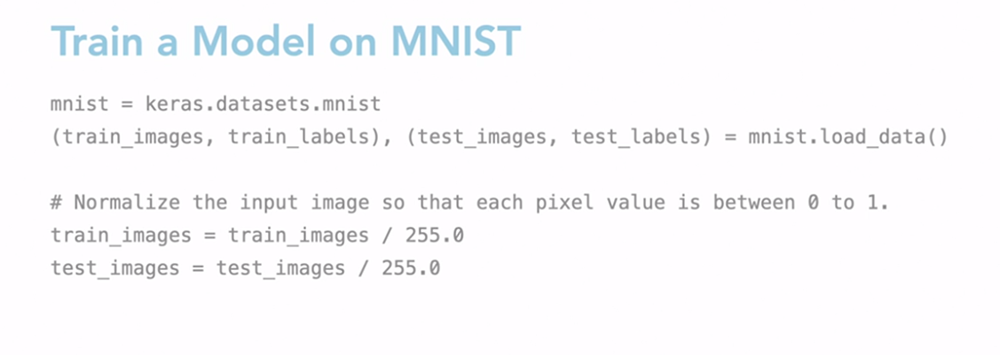 Train a Model on MNIST
mnist = keras.datasets.mnist
(train_images, train_labels), (test_images, test_labels) = mnist.load_data()
# Normalize the input image so that each pixel value is between 0 to 1.
train_images = train_images / 255.0
test_images = test_images / 255.0